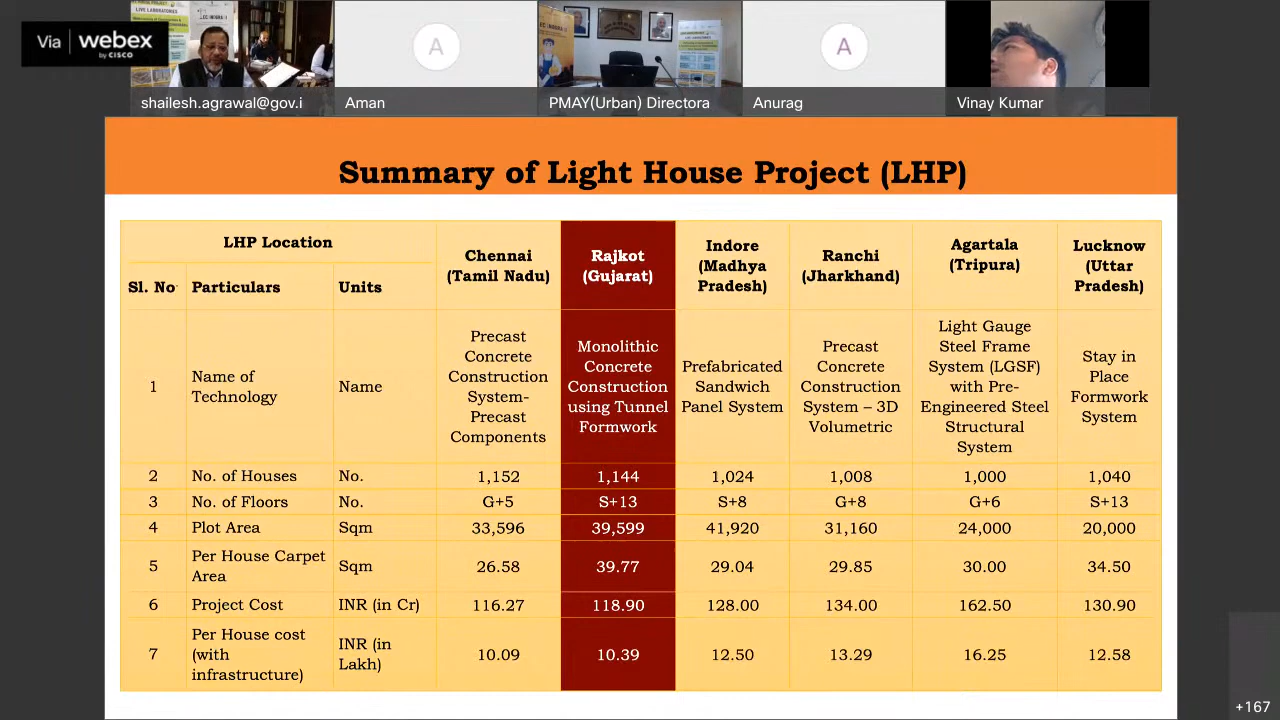 Via webex
by CISCO
shailesh.agrawal@gov.i
Aman
PMAY(Urban) Directora
Anurag
Vinay Kumar
Summary of Light House Project (LHP)
LHP Location
Sl. No
Particulars
Units
Chennai
(Tamil Nadu)
Rajkot
(Gujarat)
Indore
(Madhya
Pradesh)
Ranchi
(Jharkhand)
Agartala
(Tripura)
Lucknow
(Uttar
Pradesh)
1
Name of
Technology
Name
Precast
Concrete
Construction
System-
Precast
Components
Monolithic
Concrete
Construction
using Tunnel
Formwork
Prefabricated
Sandwich
Panel System
Precast
Concrete
Construction
System – 3D
Volumetric
Light Gauge
Steel Frame
System (LGSF)
with Pre-
Engineered Steel
Structural
System
Stay in
Place
Formwork
System
2 No. of Houses No. 1,152 1,144 1,024 1,008 1,000 1,040
3 No. of Floors No. G+5 S+13 S+8 G+8 G+6 S+13
4 Plot Area Sqm 33,596 39,599 41,920 31,160 24,000 20,000
5
Per House Carpet
Area
Sqm 26.58 39.77 29.04 29.85 30.00 34.50
6 Project Cost INR (in Cr) 116.27 118.90 128.00 134.00 162.50 130.90
7
Per House cost
(with
infrastructure)
INR (in
Lakh)
10.09 10.39 12.50 13.29 16.25 12.58
+167